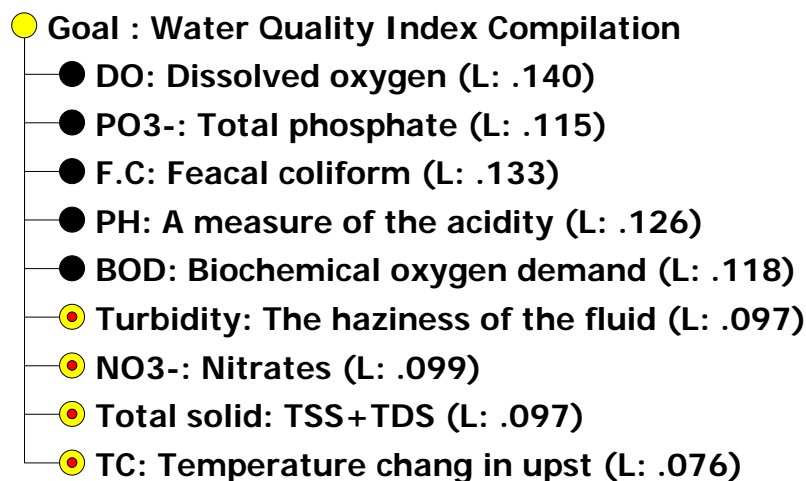 Goal : Water Quality Index Compilation
DO: Dissolved oxygen (L: .140)
PO3-: Total phosphate (L: .115)
F.C: Feacal coliform (L: .133)
PH: A measure of the acidity (L: .126)
BOD: Biochemical oxygen demand (L: .118)
Turbidity: The haziness of the fluid (L: .097)
NO3-: Nitrates (L: .099)
Total solid: TSS+TDS (L: .097)
TC: Temperature chang in upst (L: .076)